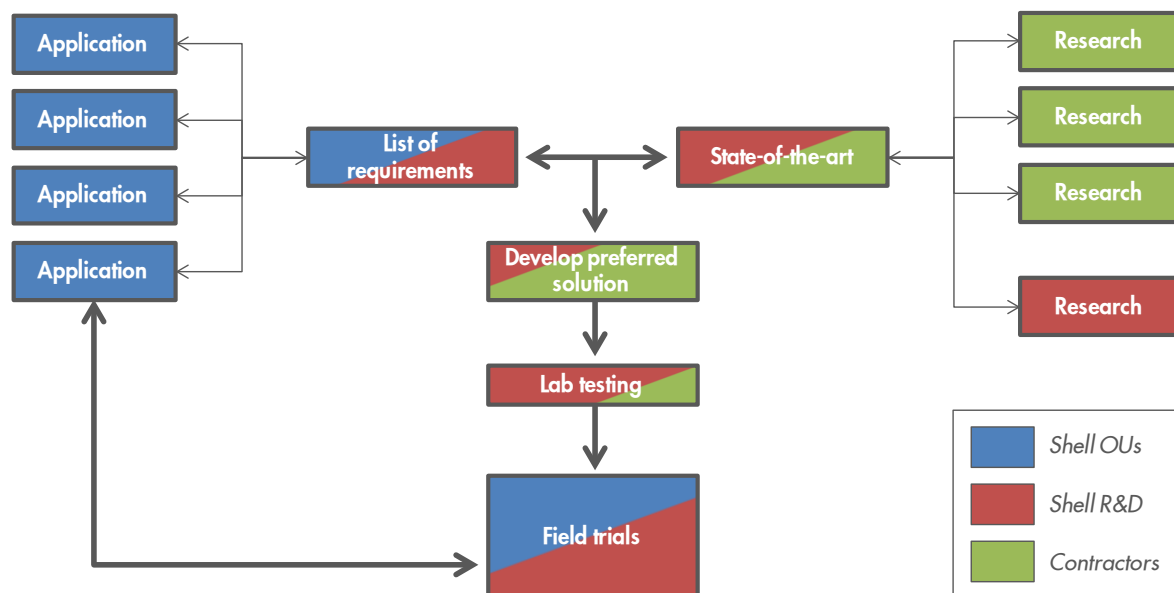 Application
Application
Application
Application
List of
requirements
State-of-the-art
Research
Research
Research
Research
Develop preferred
solution
Lab testing
Field trials
Shell OUs
Shell R&D
Contractors